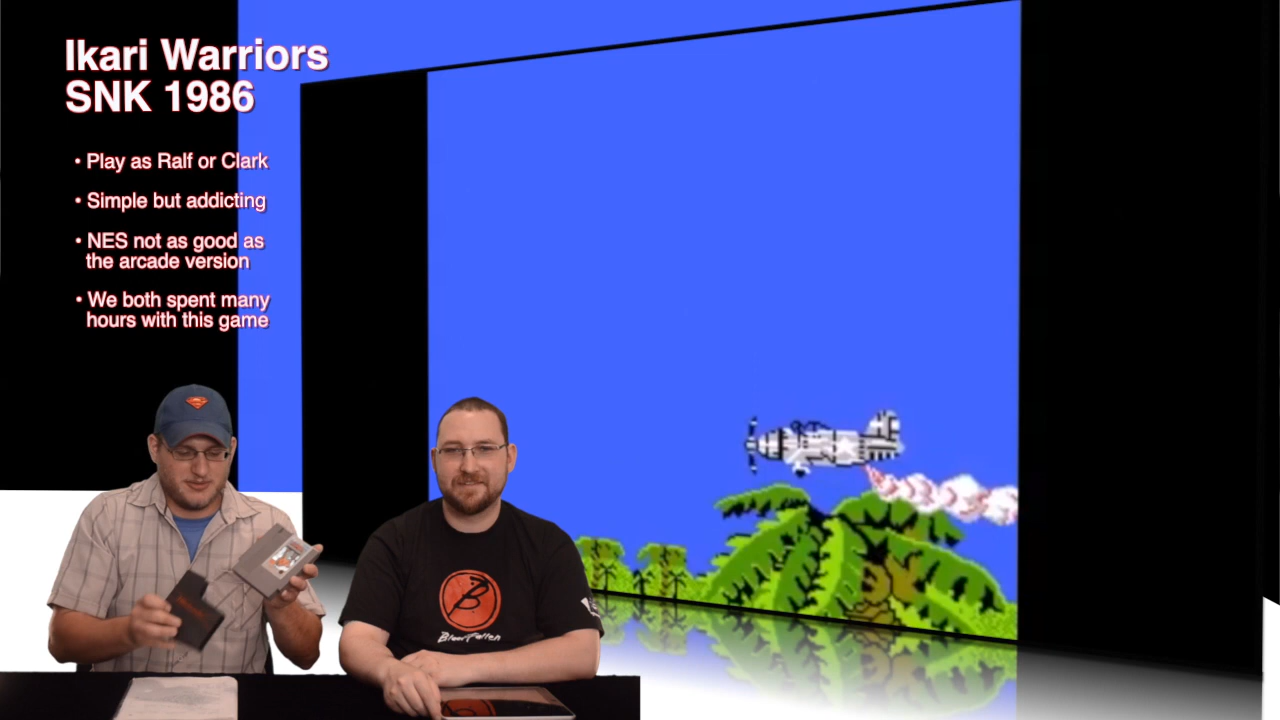 Ikari Warriors
SNK 1986
• Play as Ralf or Clark
• Simple but addicting
• NES not as good as
the arcade version
• We both spent many
hours with this game
B
BloodFallen